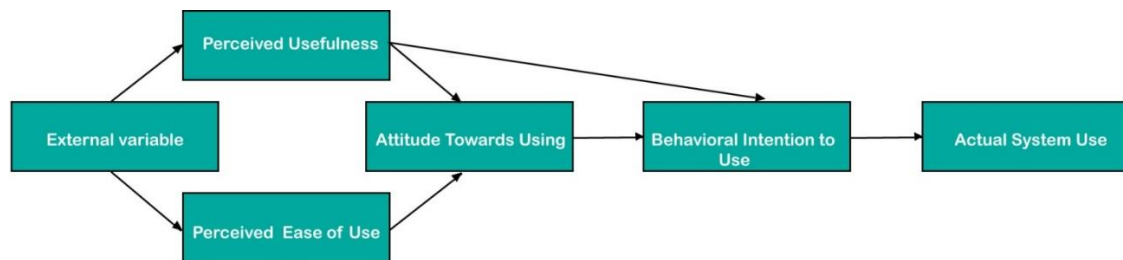 Perceived Usefulness
External variable
Attitude Towards Using
Behavioral Intention to
Use
Actual System Use
Perceived Ease of Use